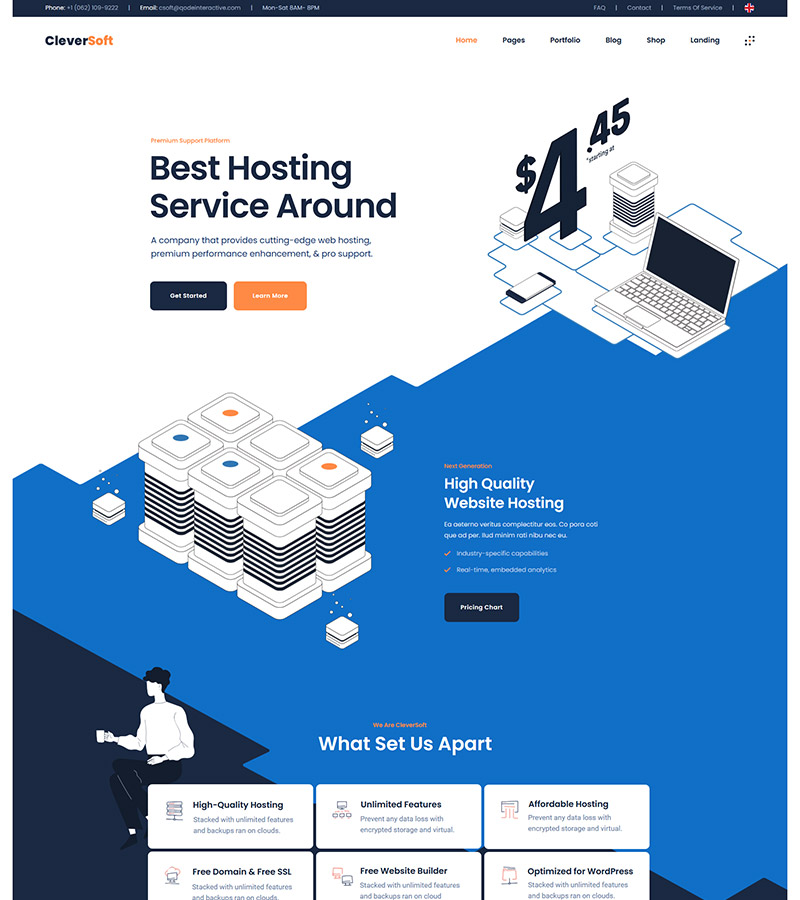 Phone: +1 (062) 109-9222 | Email: csoft@qodeinteractive.com | Mon-Sat 8AM- 8PM
FAQ | Contact | Terms Of Service |
CleverSoft
Home Pages Portfolio Blog Shop Landing
$4.45
*starting at
Premium Support Platform
Best Hosting
Service Around
A company that provides cutting-edge web hosting,
premium performance enhancement, & pro support.
Get Started
Learn More
Next Generation
High Quality
Website Hosting
Ea aeterno veritus complectitur eos. Co pora coti
que ad per. Ilud minim rati nibu nec eu.
Industry-specific capabilities
Real-time, embedded analytics
Pricing Chart
We Are CleverSoft
What Set Us Apart
High-Quality Hosting
Stacked with unlimited features
and backups ran on clouds.
Unlimited Features
Prevent any data loss with
encrypted storage and virtual.
Affordable Hosting
Prevent any data loss with
encrypted storage and virtual.
Free Domain & Free SSL
Stacked with unlimited features
and backups ran on clouds.
Free Website Builder
Stacked with unlimited features
and backups ran on cloud
Optimized for WordPress
Stacked with unlimited features
and backups ran on clouds.